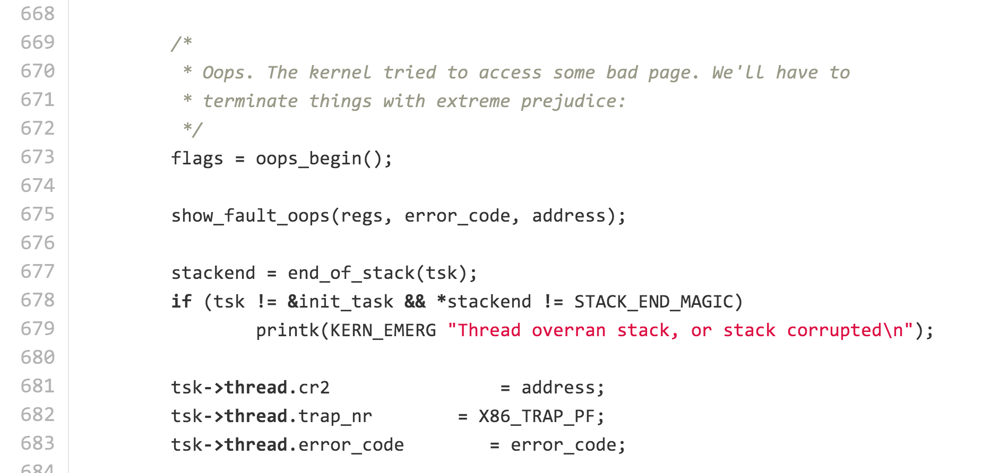 668
669 /*
670 * Oops. The kernel tried to access some bad page. We'll have to
671 * terminate things with extreme prejudice:
672 */
673 flags = oops_begin();
674
675 show_fault_oops(regs, error_code, address);
676
677 stackend = end_of_stack(tsk);
678 if (tsk != &init_task && *stackend != STACK_END_MAGIC)
679 printk(KERN_EMERG "Thread overran stack, or stack corrupted\n");
680
681 tsk->thread.cr2 = address;
682 tsk->thread.trap_nr = X86_TRAP_PF;
683 tsk->thread.error_code = error_code;
684